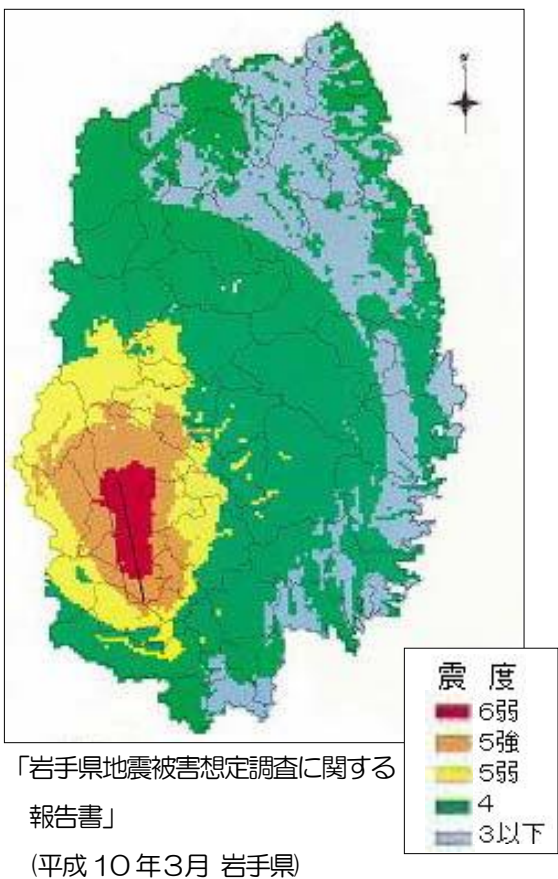 震度
6弱
5強
5弱
4
3以下
「岩手県地震被害想定調査に関する
報告書」
(平成10年3月 岩手県)